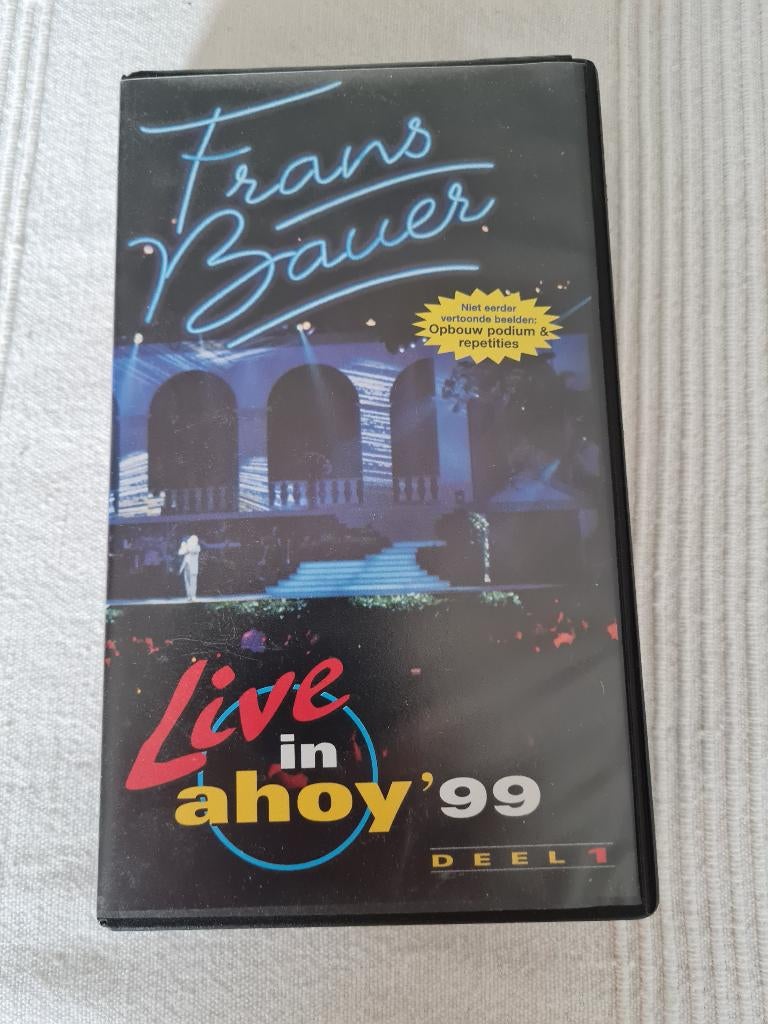 Frans
Bauer
Niet eerder
vertoonde beelden:
Opbouw podium &
repetities
Live
in
ahoy '99
DEEL 1